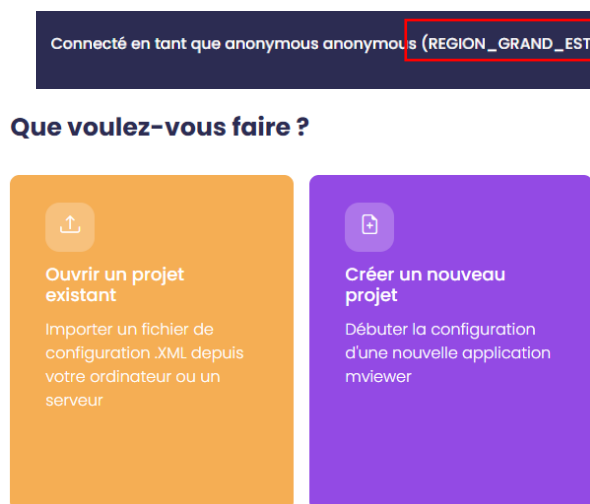 Connecté en tant que anonymous anonymous (REGION_GRAND_EST
Que voulez-vous faire ?
Ouvrir un projet
existant
Importer un fichier de
configuration .XML depuis
votre ordinateur ou un
serveur
Créer un nouveau
projet
Débuter la configuration
d'une nouvelle application
mviewer